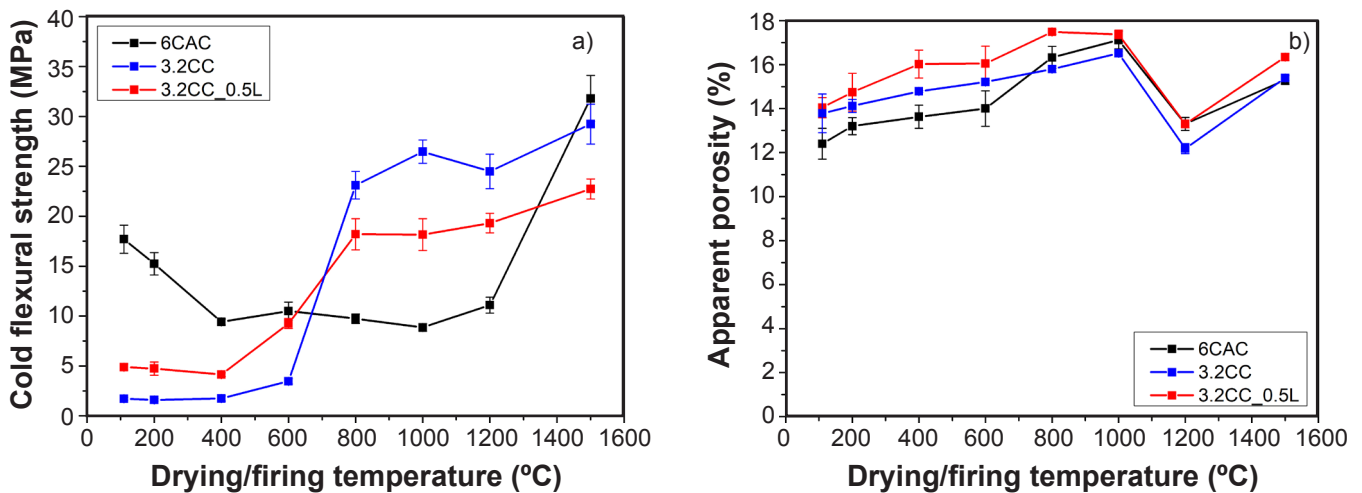 Cold flexural strength (MPa)
40
35
30
25
20
15
10
5
0
6CAC
3.2CC
3.2CC_0.5L
a)
0 200 400 600 800 1000 1200 1400 1600
Drying/firing temperature (ºC)
Apparent porosity (%)
18
16
14
12
10
8
6
4
2
0
b)
6CAC
3.2CC
3.2CC_0.5L
0 200 400 600 800 1000 1200 1400 1600
Drying/firing temperature (ºC)